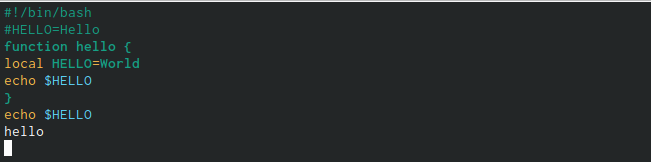 #!/bin/bash
#HELLO=Hello
function hello {
local HELLO=World
echo $HELLO
}
echo $HELLO
hello